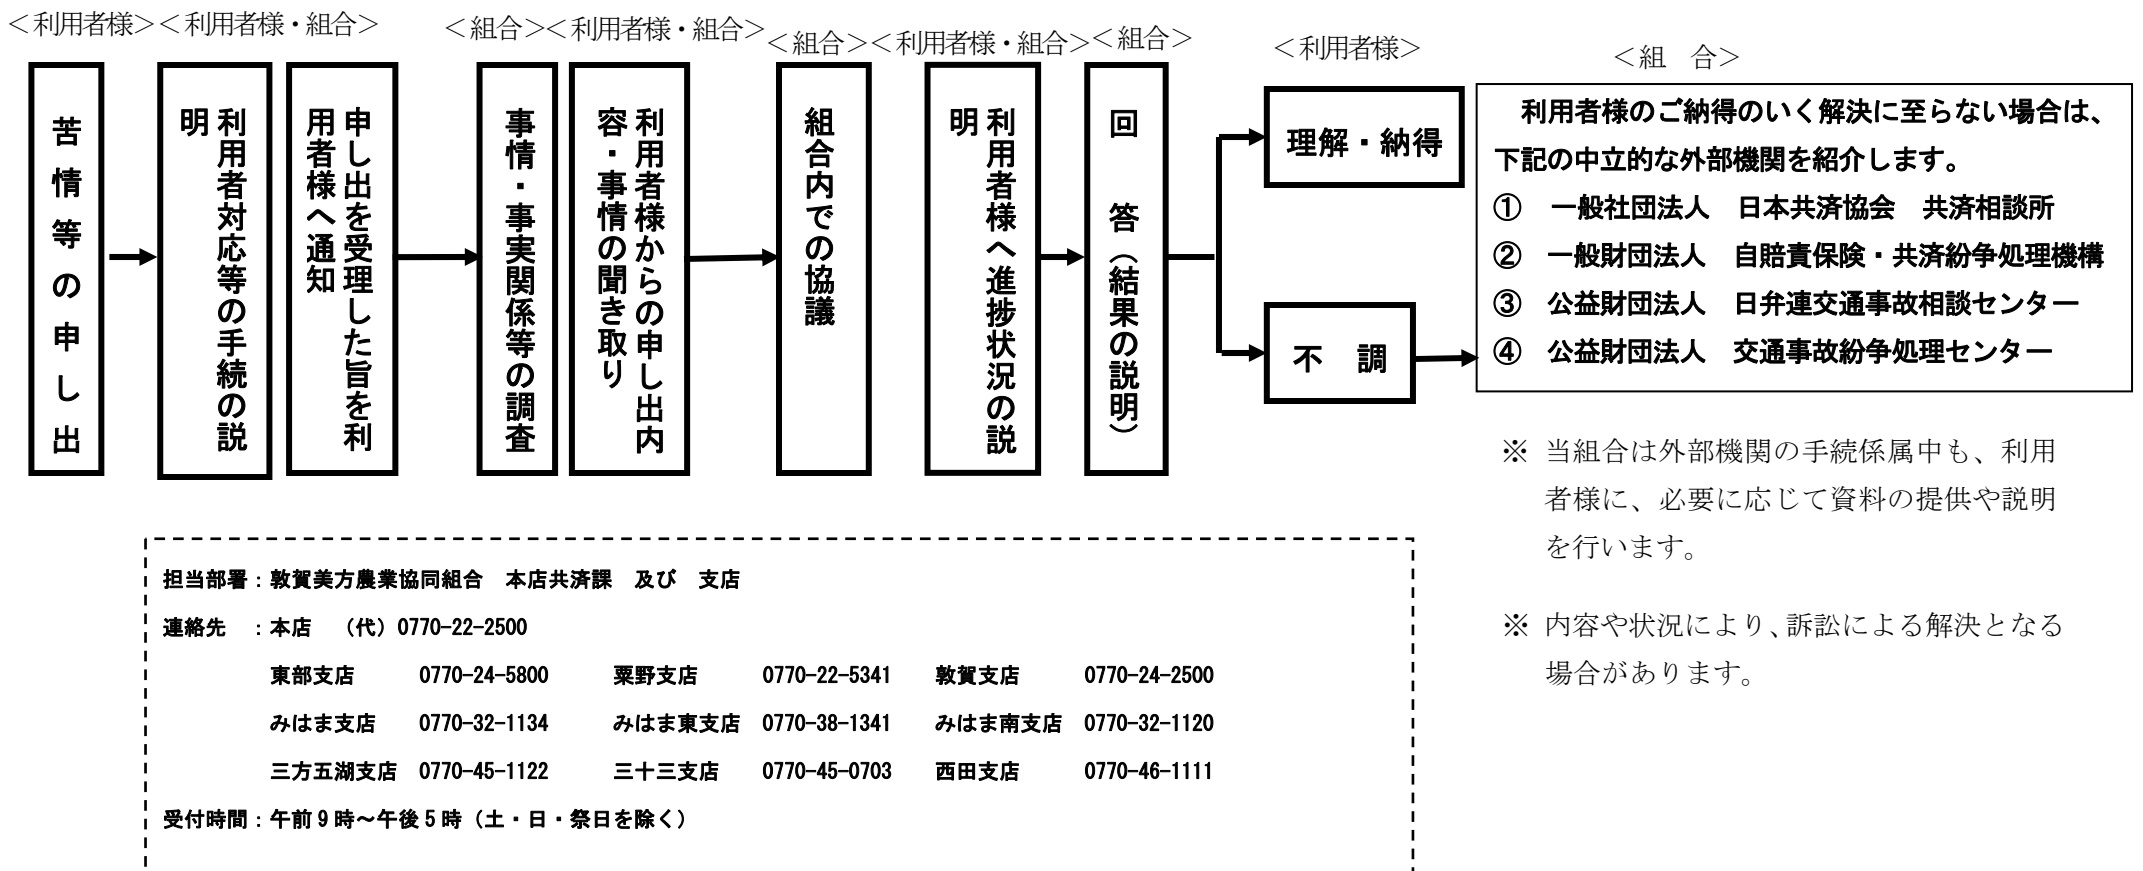 ＜利用者様＞＜利用者様・組合＞
＜組合＞＜利用者様・組合＞
＜組合＞＜利用者様・組合＞
＜組合＞
＜利用者様＞
＜組　合＞
苦情等の申し出
利用者対応等の手続の説
明
申し出を受理した旨を利
用者様へ通知
事情・事実関係等の調査
利用者様からの申し出内
容・事情の聞き取り
組合内での協議
利用者様へ進捗状況の説
明
回　答（結果の説明）
理解・納得
不　調
利用者様のご納得のいく解決に至らない場合は、
下記の中立的な外部機関を紹介します。
①　一般社団法人　日本共済協会　共済相談所
②　一般財団法人　自賠責保険・共済紛争処理機構
③　公益財団法人　日弁連交通事故相談センター
④　公益財団法人　交通事故紛争処理センター
※ 当組合は外部機関の手続係属中も、利用
者様に、必要に応じて資料の提供や説明
を行います。
※ 内容や状況により、訴訟による解決となる
場合があります。
担当部署：敦賀美方農業協同組合　本店共済課　及び　支店
連絡先　：本店　（代）0770-22-2500
東部支店　0770-24-5800　粟野支店　0770-22-5341　敦賀支店　0770-24-2500
みはま支店　0770-32-1134　みはま東支店　0770-38-1341　みはま南支店　0770-32-1120
三方五湖支店　0770-45-1122　三十三支店　0770-45-0703　西田支店　0770-46-1111
受付時間：午前９時～午後５時（土・日・祭日を除く）